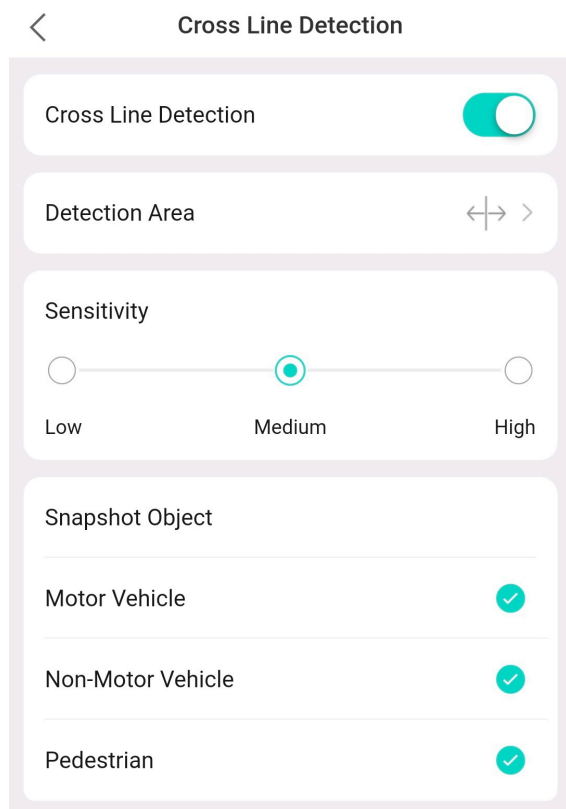 Cross Line Detection
Cross Line Detection
Detection Area
Sensitivity
Low Medium High
Snapshot Object
Motor Vehicle
Non-Motor Vehicle
Pedestrian